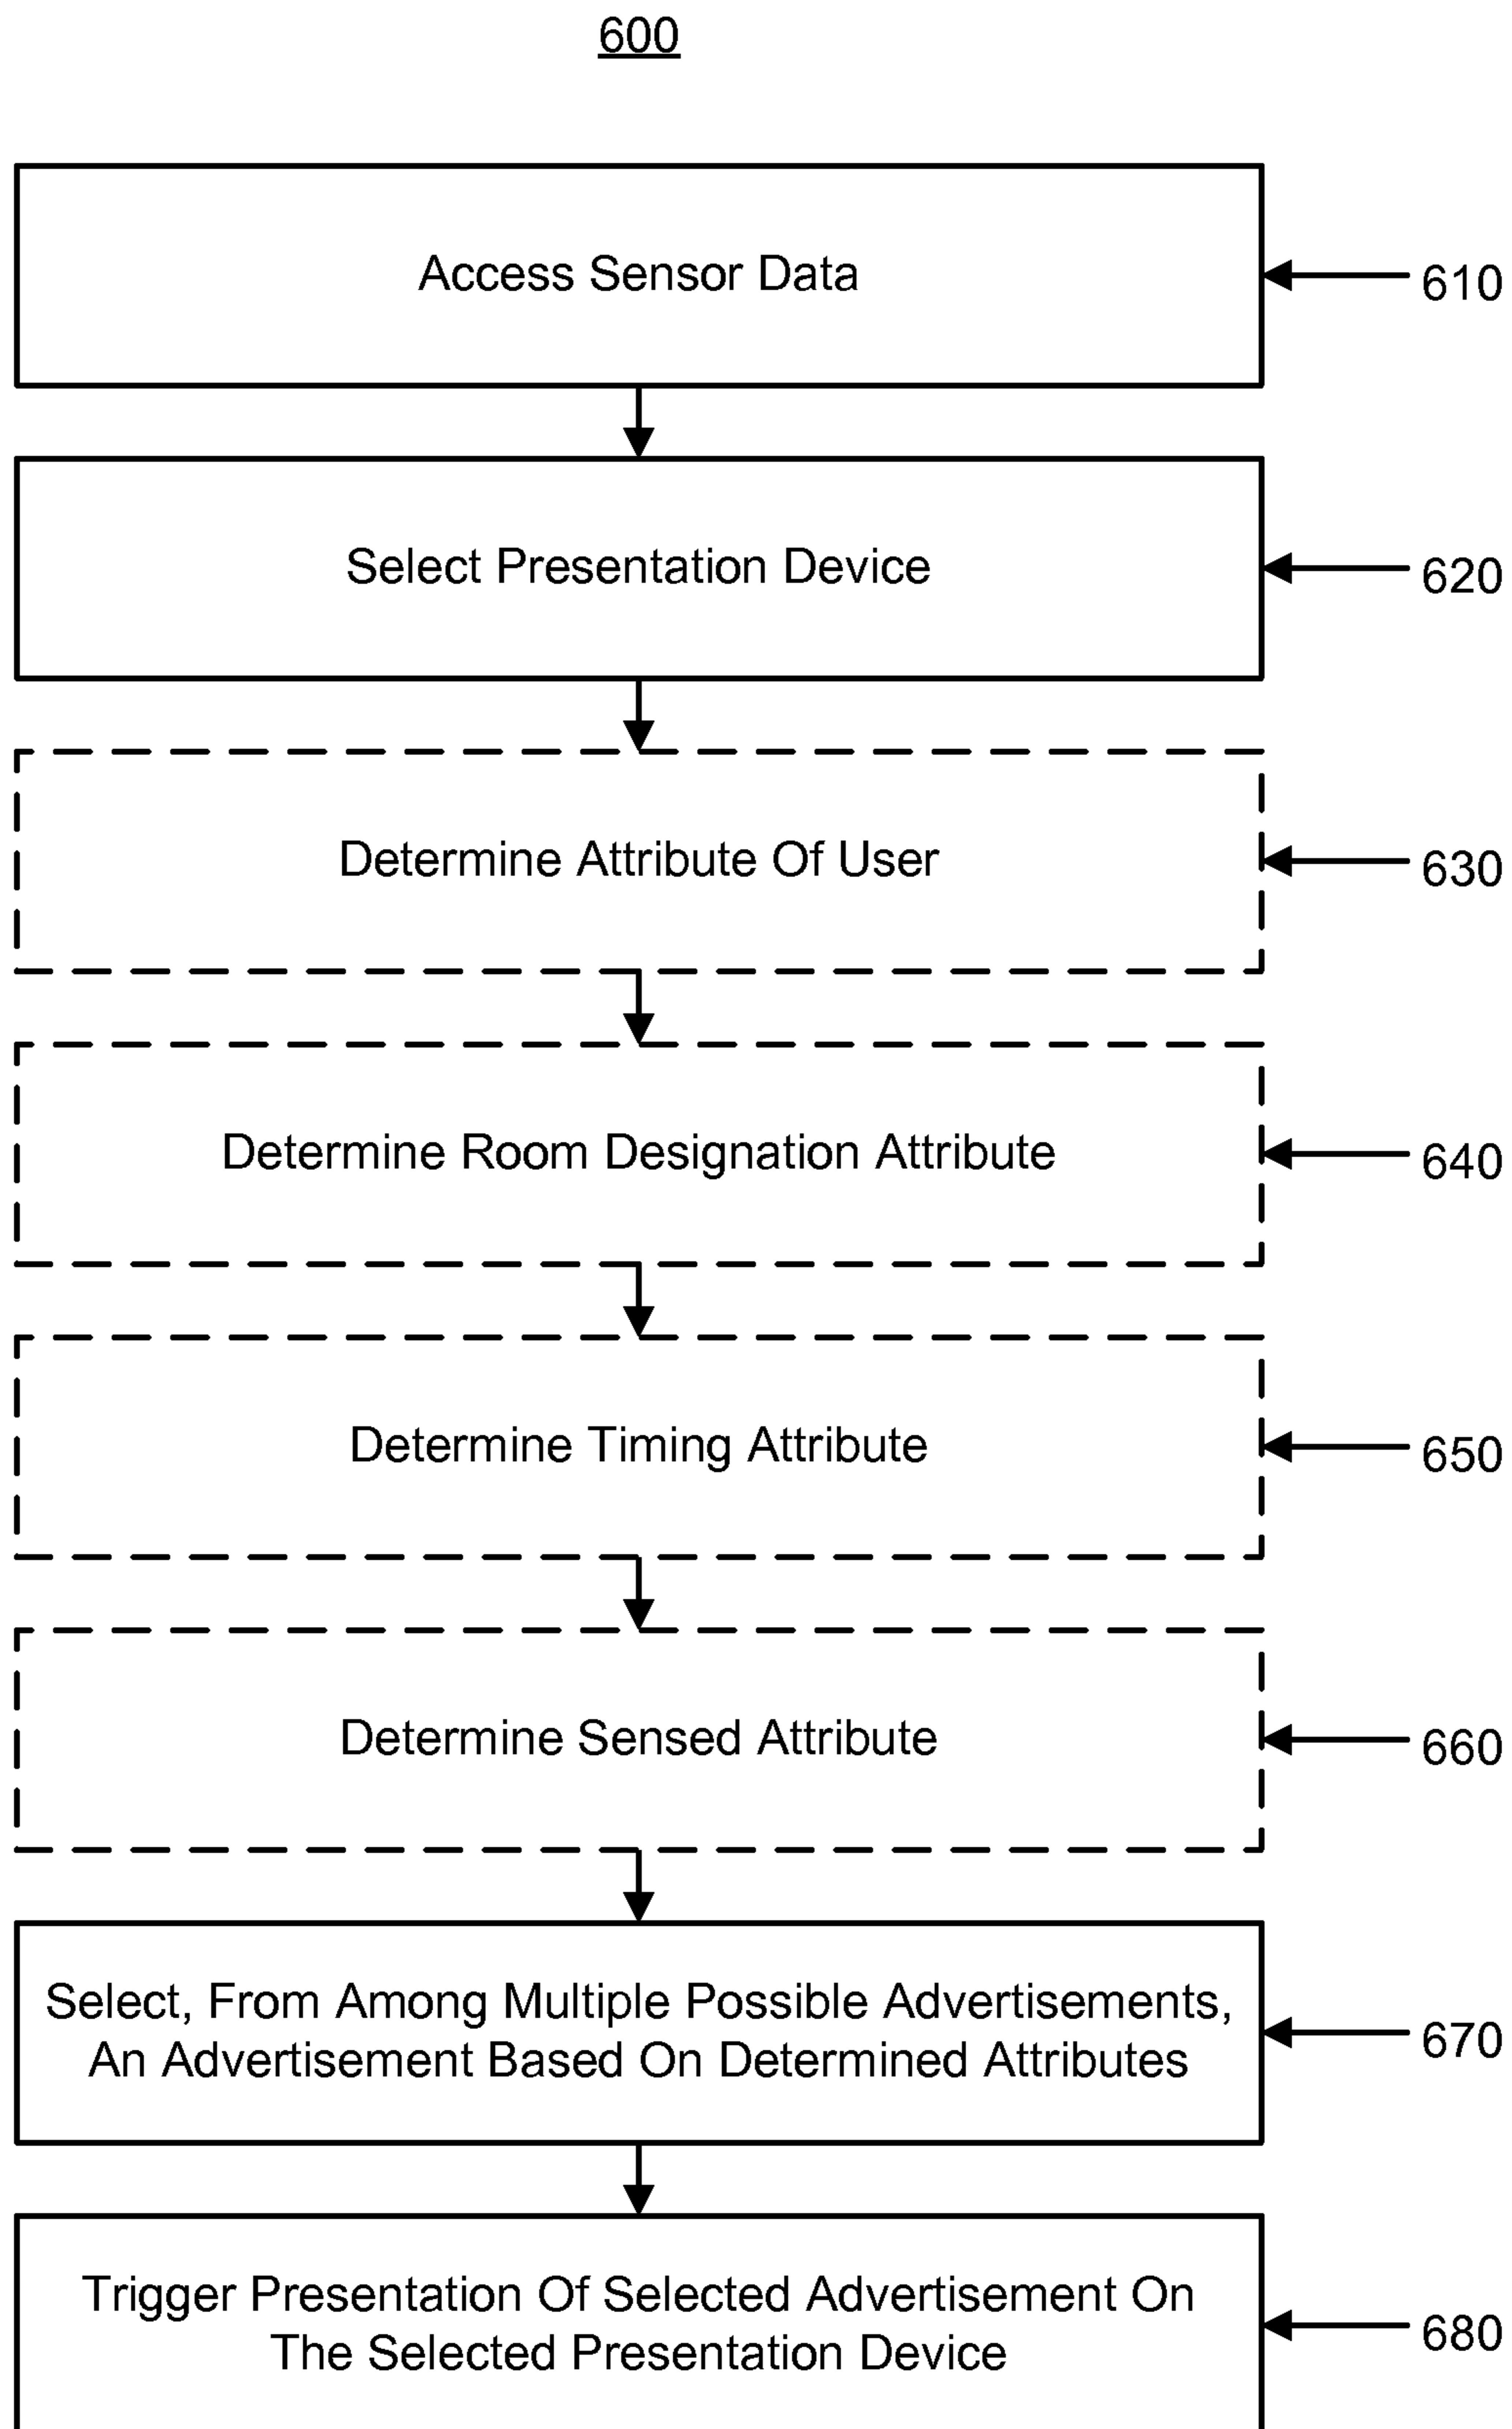 600
Access Sensor Data
610
Select Presentation Device
620
Determine Attribute Of User
630
Determine Room Designation Attribute
640
Determine Timing Attribute
650
Determine Sensed Attribute
660
Select, From Among Multiple Possible Advertisements,
An Advertisement Based On Determined Attributes
670
Trigger Presentation Of Selected Advertisement On
The Selected Presentation Device
680